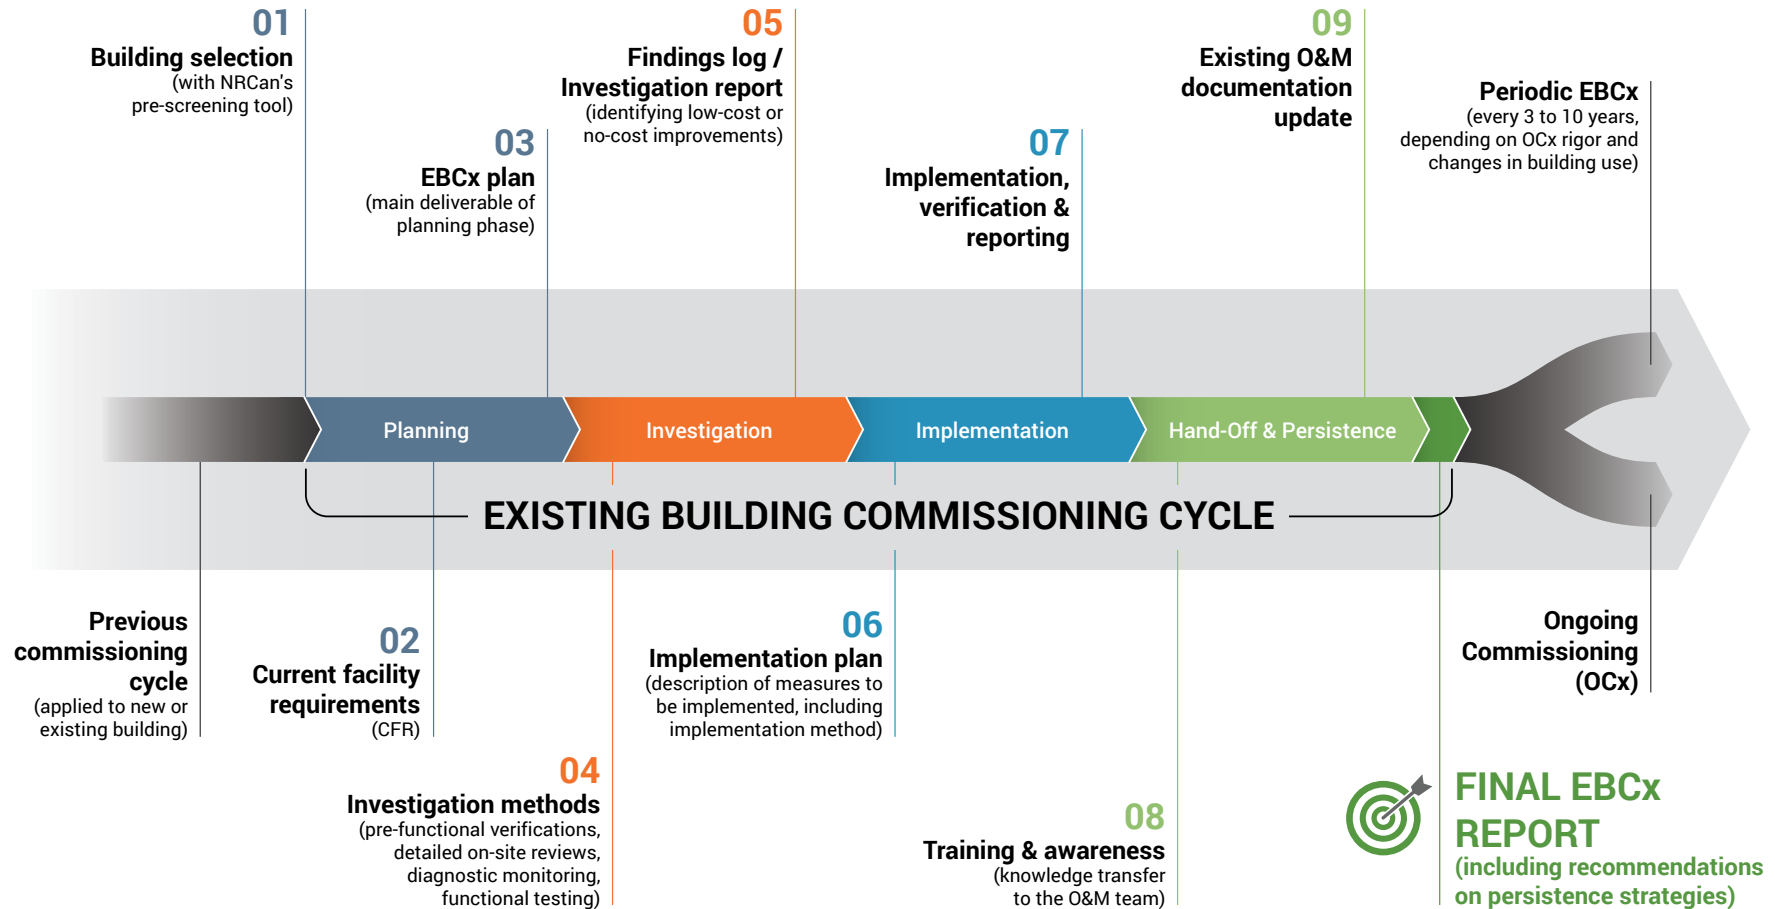 01
Building selection
(with NRCan's
pre-screening tool)
03
EBCx plan
(main deliverable of
planning phase)
05
Findings log /
Investigation report
(identifying low-cost or
no-cost improvements)
07
Implementation,
verification &
reporting
09
Existing O&M
documentation
update
Periodic EBCx
(every 3 to 10 years,
depending on OCx rigor and
changes in building use)
Planning
Investigation
Implementation
Hand-Off & Persistence
EXISTING BUILDING COMMISSIONING CYCLE
Previous
commissioning
cycle
(applied to new or
existing building)
02
Current facility
requirements
(CFR)
04
Investigation methods
(pre-functional verifications,
detailed on-site reviews,
diagnostic monitoring,
functional testing)
06
Implementation plan
(description of measures to
be implemented, including
implementation method)
08
Training & awareness
(knowledge transfer
to the O&M team)
Ongoing
Commissioning
(OCx)
FINAL EBCx
REPORT
(including recommendations
on persistence strategies)